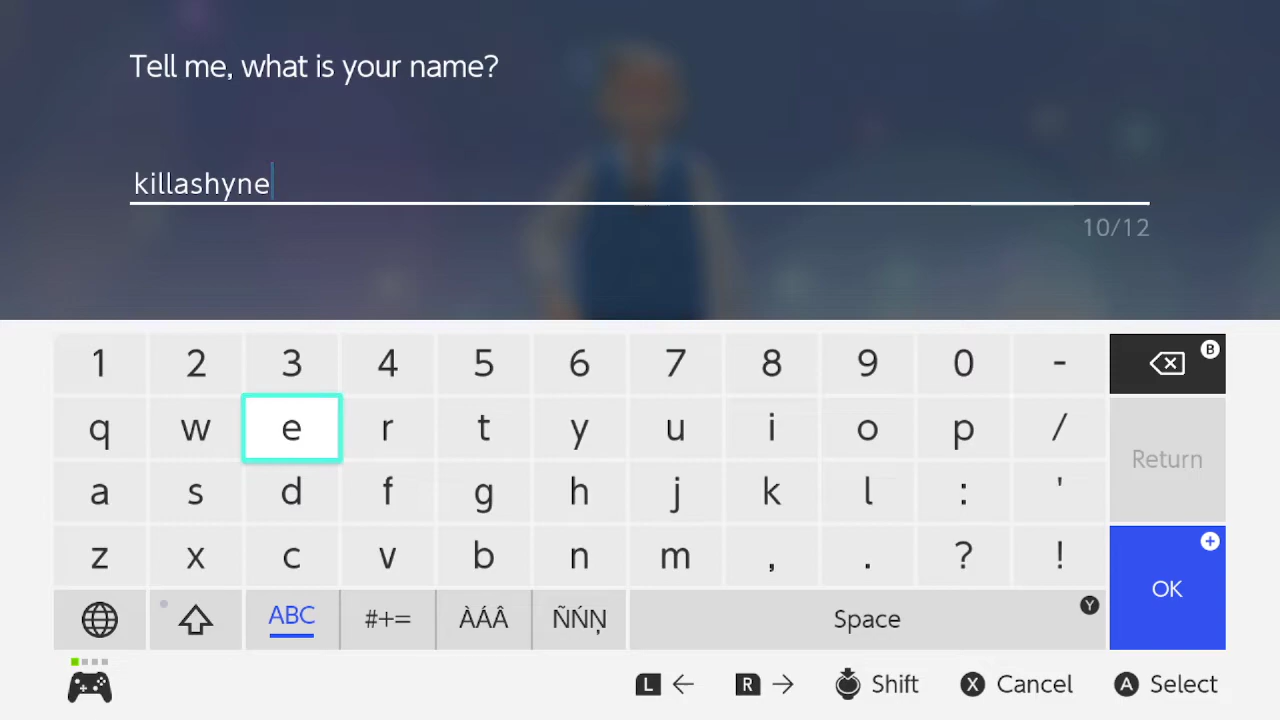 Tell me, what is your name?
killashyne
10/12
1 2 3 4 5 6 7 8 9 0 - B
q w e r t y u i o p / Return
a s d f g h j k l : '
z x c v b n m , . ? ! + OK
ABC #+= ÀÁÂ ÑŃŅ Space Y
L ← R → Shift X Cancel A Select